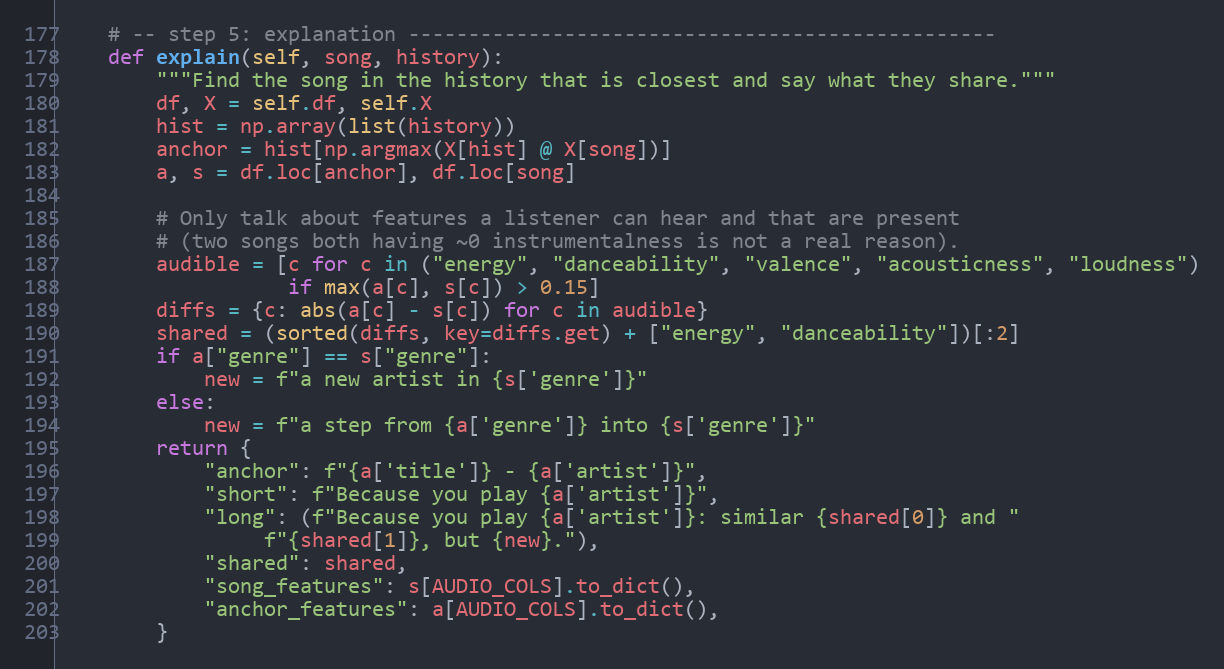 177    # -- step 5: explanation -------------------------------------------------
178    def explain(self, song, history):
179        """Find the song in the history that is closest and say what they share."""
180        df, X = self.df, self.X
181        hist = np.array(list(history))
182        anchor = hist[np.argmax(X[hist] @ X[song])]
183        a, s = df.loc[anchor], df.loc[song]
184
185        # Only talk about features a listener can hear and that are present
186        # (two songs both having ~0 instrumentalness is not a real reason).
187        audible = [c for c in ("energy", "danceability", "valence", "acousticness", "loudness")
188                   if max(a[c], s[c]) > 0.15]
189        diffs = {c: abs(a[c] - s[c]) for c in audible}
190        shared = (sorted(diffs, key=diffs.get) + ["energy", "danceability"])[:2]
191        if a["genre"] == s["genre"]:
192            new = f"a new artist in {s['genre']}"
193        else:
194            new = f"a step from {a['genre']} into {s['genre']}"
195        return {
196            "anchor": f"{a['title']} - {a['artist']}",
197            "short": f"Because you play {a['artist']}",
198            "long": (f"Because you play {a['artist']}: similar {shared[0]} and "
199                 f"{shared[1]}, but {new}."),
200            "shared": shared,
201            "song_features": s[AUDIO_COLS].to_dict(),
202            "anchor_features": a[AUDIO_COLS].to_dict(),
203        }